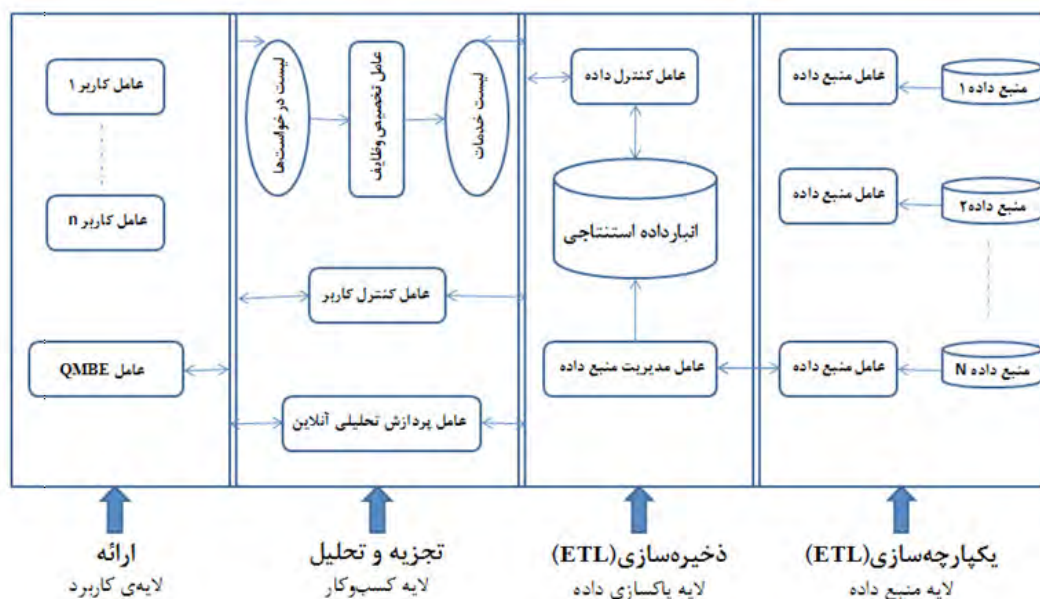 منبع داده۱
عامل منبع داده
منبع داده۲
عامل منبع داده
منبع داده N
عامل منبع داده
عامل کنترل داده
انبارداده استنتاجی
عامل مدیریت منبع داده
لیست درخواست‌ها
عامل تخصیص وظایف
لیست خدمات
عامل کنترل کاربر
عامل پردازش تحلیلی آنلاین
عامل کاربر ۱
عامل کاربر n
عامل QMBE
یکپارچه‌سازی(ETL)
لایه منبع داده
ذخیره‌سازی(ETL)
لایه پاکسازی داده
تجزیه و تحلیل
لایه کسب‌وکار
ارائه
لایه‌ی کاربرد